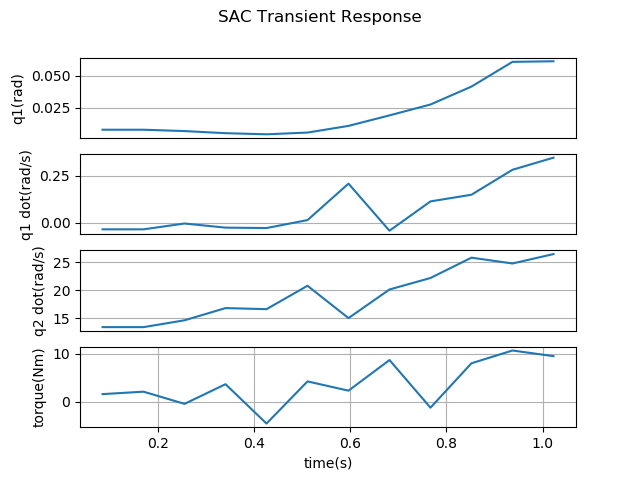 SAC Transient Response
0.050
0.025
q1(rad)
0.25
0.00
q1 dot(rad/s)
25
20
15
q2 dot(rad/s)
10
0
torque(Nm)
0.2 0.4 0.6 0.8 1.0
time(s)